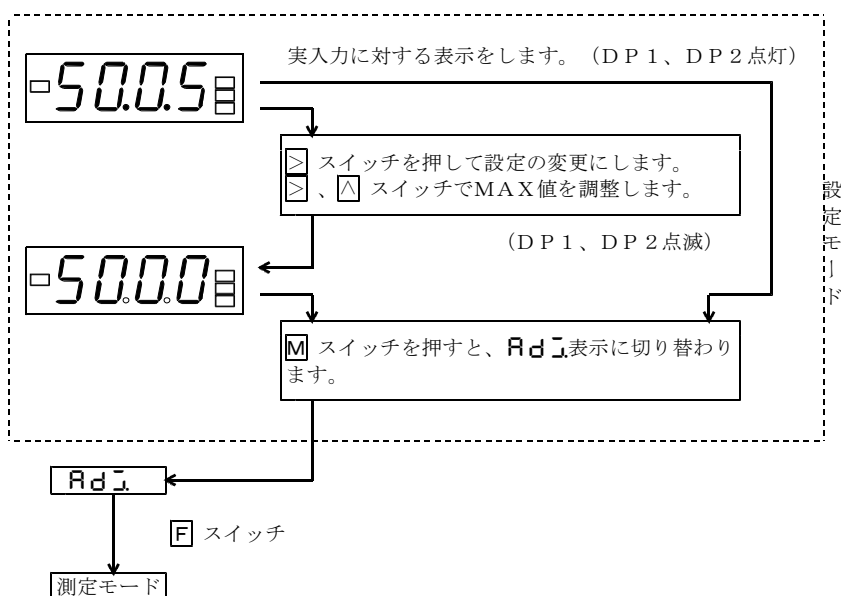 実入力に対する表示をします。（ＤＰ１、ＤＰ２点灯）
-50.0.5
> スイッチを押して設定の変更にします。
> 、∧ スイッチでＭＡＸ値を調整します。
（ＤＰ１、ＤＰ２点滅）
設定モード
-50.0.0
M スイッチを押すと、Adj.表示に切り替わり
ます。
Adj.
F スイッチ
測定モード